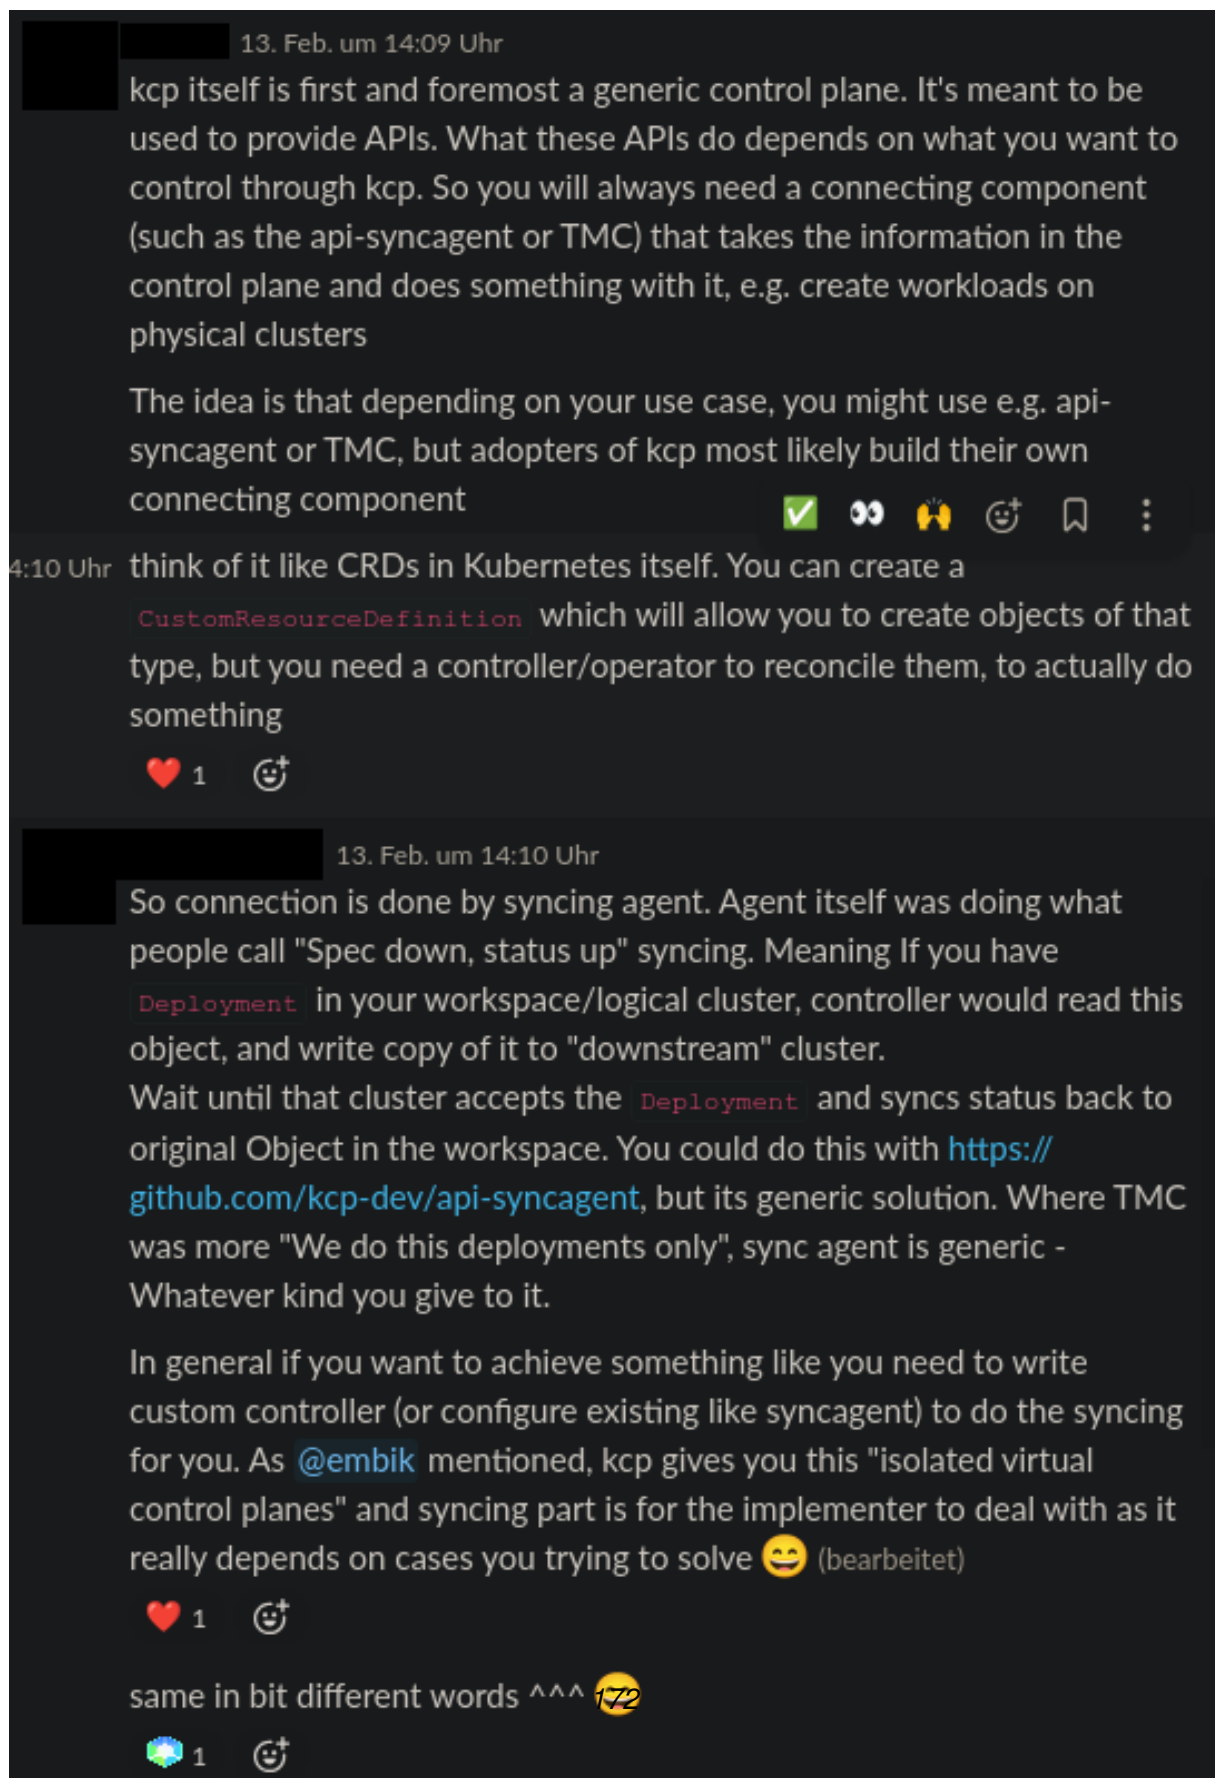 13. Feb. um 14:09 Uhr
kcp itself is first and foremost a generic control plane. It's meant to be
used to provide APIs. What these APIs do depends on what you want to
control through kcp. So you will always need a connecting component
(such as the api-syncagent or TMC) that takes the information in the
control plane and does something with it, e.g. create workloads on
physical clusters
The idea is that depending on your use case, you might use e.g. api-
syncagent or TMC, but adopters of kcp most likely build their own
connecting component
4:10 Uhr think of it like CRDs in Kubernetes itself. You can create a
CustomResourceDefinition which will allow you to create objects of that
type, but you need a controller/operator to reconcile them, to actually do
something
1
13. Feb. um 14:10 Uhr
So connection is done by syncing agent. Agent itself was doing what
people call "Spec down, status up" syncing. Meaning If you have
Deployment in your workspace/logical cluster, controller would read this
object, and write copy of it to "downstream" cluster.
Wait until that cluster accepts the Deployment and syncs status back to
original Object in the workspace. You could do this with https://
github.com/kcp-dev/api-syncagent, but its generic solution. Where TMC
was more "We do this deployments only", sync agent is generic -
Whatever kind you give to it.
In general if you want to achieve something like you need to write
custom controller (or configure existing like syncagent) to do the syncing
for you. As @embik mentioned, kcp gives you this "isolated virtual
control planes" and syncing part is for the implementer to deal with as it
really depends on cases you trying to solve 😄 (bearbeitet)
1
same in bit different words ^^^ 172
1